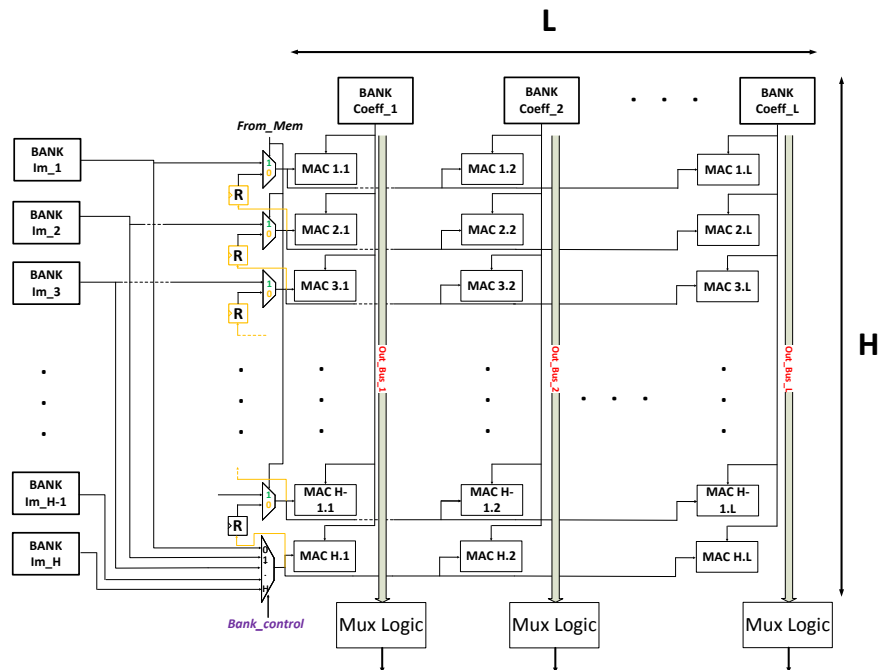 L
BANK
Coeff_1
BANK
Coeff_2
BANK
Coeff_L
From_Mem
BANK
Im_1
1
0
MAC 1.1
MAC 1.2
MAC 1.L
R
BANK
Im_2
1
0
MAC 2.1
MAC 2.2
MAC 2.L
R
BANK
Im_3
1
0
MAC 3.1
MAC 3.2
MAC 3.L
R
H
Out_Bus_1
Out_Bus_2
Out_Bus_L
BANK
Im_H-1
1
0
MAC H-
1.1
MAC H-
1.2
MAC H-
1.L
R
BANK
Im_H
0
1
H
MAC H.1
MAC H.2
MAC H.L
Bank_control
Mux Logic
Mux Logic
Mux Logic